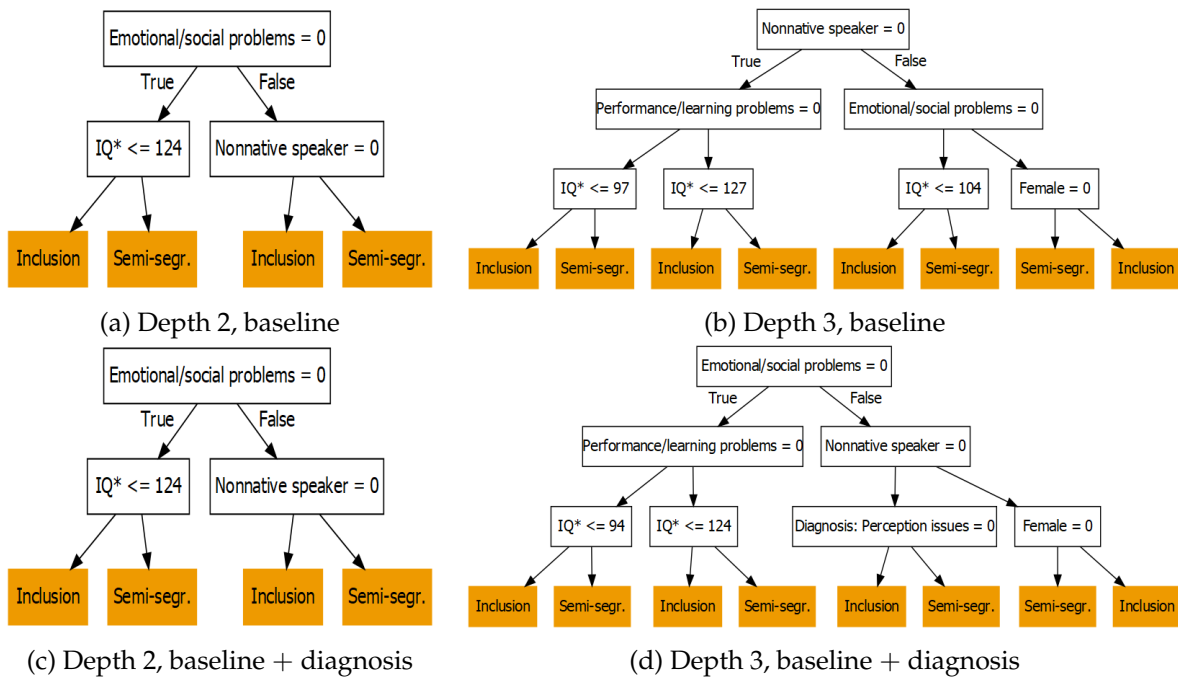 Emotional/social problems = 0
True
False
IQ* <= 124
Nonnative speaker = 0
Inclusion
Semi-segr.
Inclusion
Semi-segr.
(a) Depth 2, baseline
Nonnative speaker = 0
True
False
Performance/learning problems = 0
Emotional/social problems = 0
IQ* <= 97
IQ* <= 127
IQ* <= 104
Female = 0
Inclusion
Semi-segr.
Inclusion
Semi-segr.
Inclusion
Semi-segr.
Semi-segr.
Inclusion
(b) Depth 3, baseline
Emotional/social problems = 0
True
False
IQ* <= 124
Nonnative speaker = 0
Inclusion
Semi-segr.
Inclusion
Semi-segr.
(c) Depth 2, baseline + diagnosis
Emotional/social problems = 0
True
False
Performance/learning problems = 0
Nonnative speaker = 0
IQ* <= 94
IQ* <= 124
Diagnosis: Perception issues = 0
Female = 0
Inclusion
Semi-segr.
Inclusion
Semi-segr.
Inclusion
Semi-segr.
Semi-segr.
Inclusion
(d) Depth 3, baseline + diagnosis